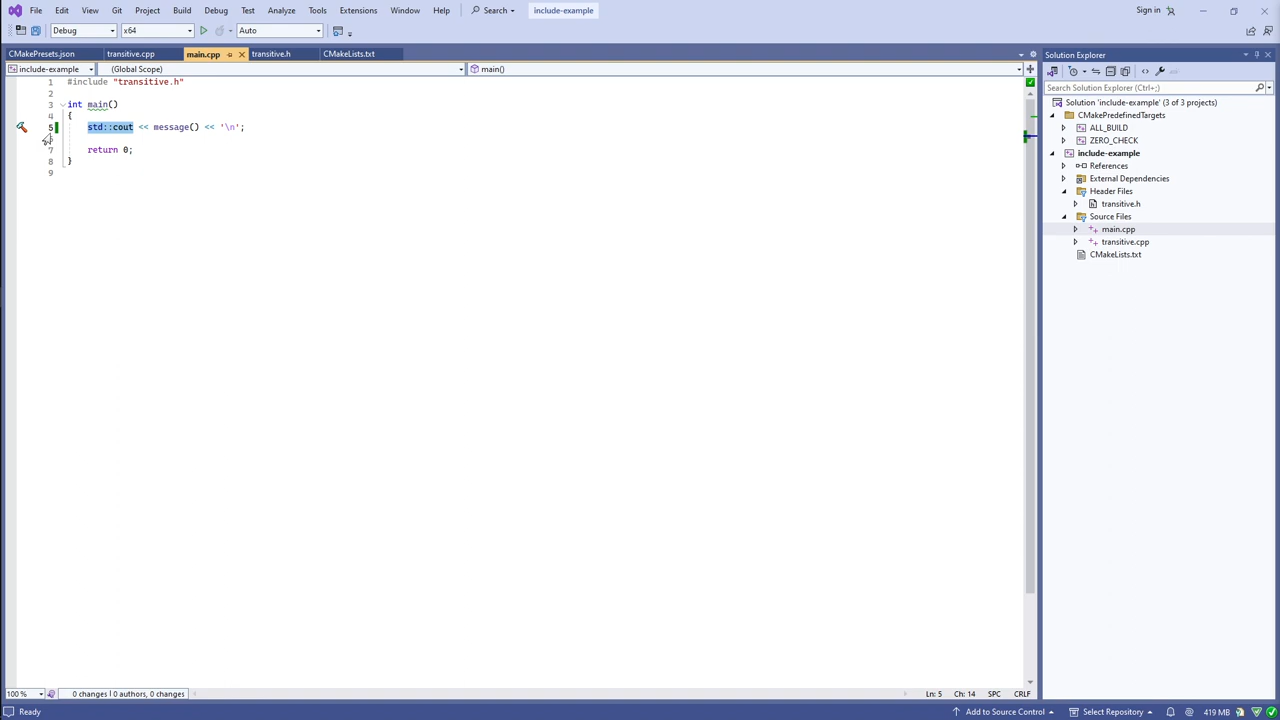 File Edit View Git Project Build Debug Test Analyze Tools Extensions Window Help Search include-example Sign in
Debug x64 Auto
CMakePresets.json transitive.cpp main.cpp transitive.h CMakeLists.txt Solution Explorer
include-example (Global Scope) main()
Search Solution Explorer (Ctrl+;)
1 #include "transitive.h"
2
3 int main()
4 {
5 std::cout << message() << '\n';
7 return 0;
8 }
9
Solution 'include-example' (3 of 3 projects)
CMakePredefinedTargets
ALL_BUILD
ZERO_CHECK
include-example
References
External Dependencies
Header Files
transitive.h
Source Files
main.cpp
transitive.cpp
CMakeLists.txt
100 % 0 changes | 0 authors, 0 changes Ln: 5 Ch: 14 SPC CRLF
Ready Add to Source Control Select Repository 419 MB